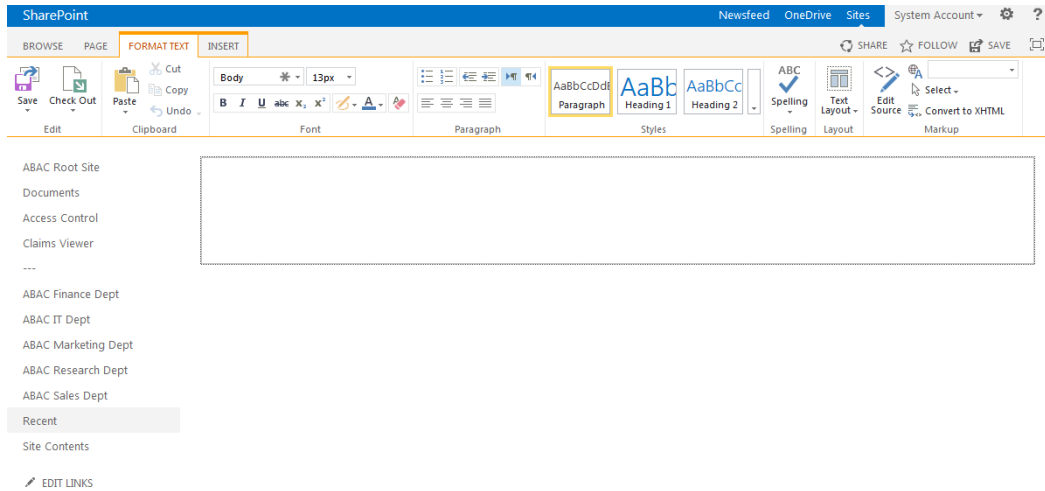 SharePoint Newsfeed OneDrive Sites System Account ?
BROWSE PAGE FORMAT TEXT INSERT SHARE FOLLOW SAVE
Save Check Out Paste Cut Copy Undo
Body 13px
B I U abc X₂ X²
AaBbCcDdE AaBb AaBbCc
Paragraph Heading 1 Heading 2
ABC
Spelling
Text Layout
<> Edit Source
Select
Convert to XHTML
Edit Clipboard Font Paragraph Styles Spelling Layout Markup
ABAC Root Site
Documents
Access Control
Claims Viewer
---
ABAC Finance Dept
ABAC IT Dept
ABAC Marketing Dept
ABAC Research Dept
ABAC Sales Dept
Recent
Site Contents
EDIT LINKS